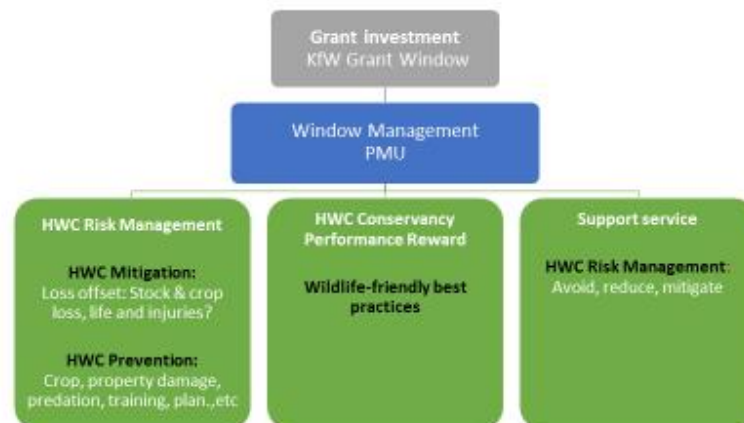 Grant investment
KfW Grant Window
Window Management
PMU
HWC Risk Management
HWC Mitigation:
Loss offset: Stock & crop
loss, life and injuries?
HWC Prevention:
Crop, property damage,
predation, training, plan.,etc
HWC Conservancy
Performance Reward
Wildlife-friendly best
practices
Support service
HWC Risk Management:
Avoid, reduce, mitigate